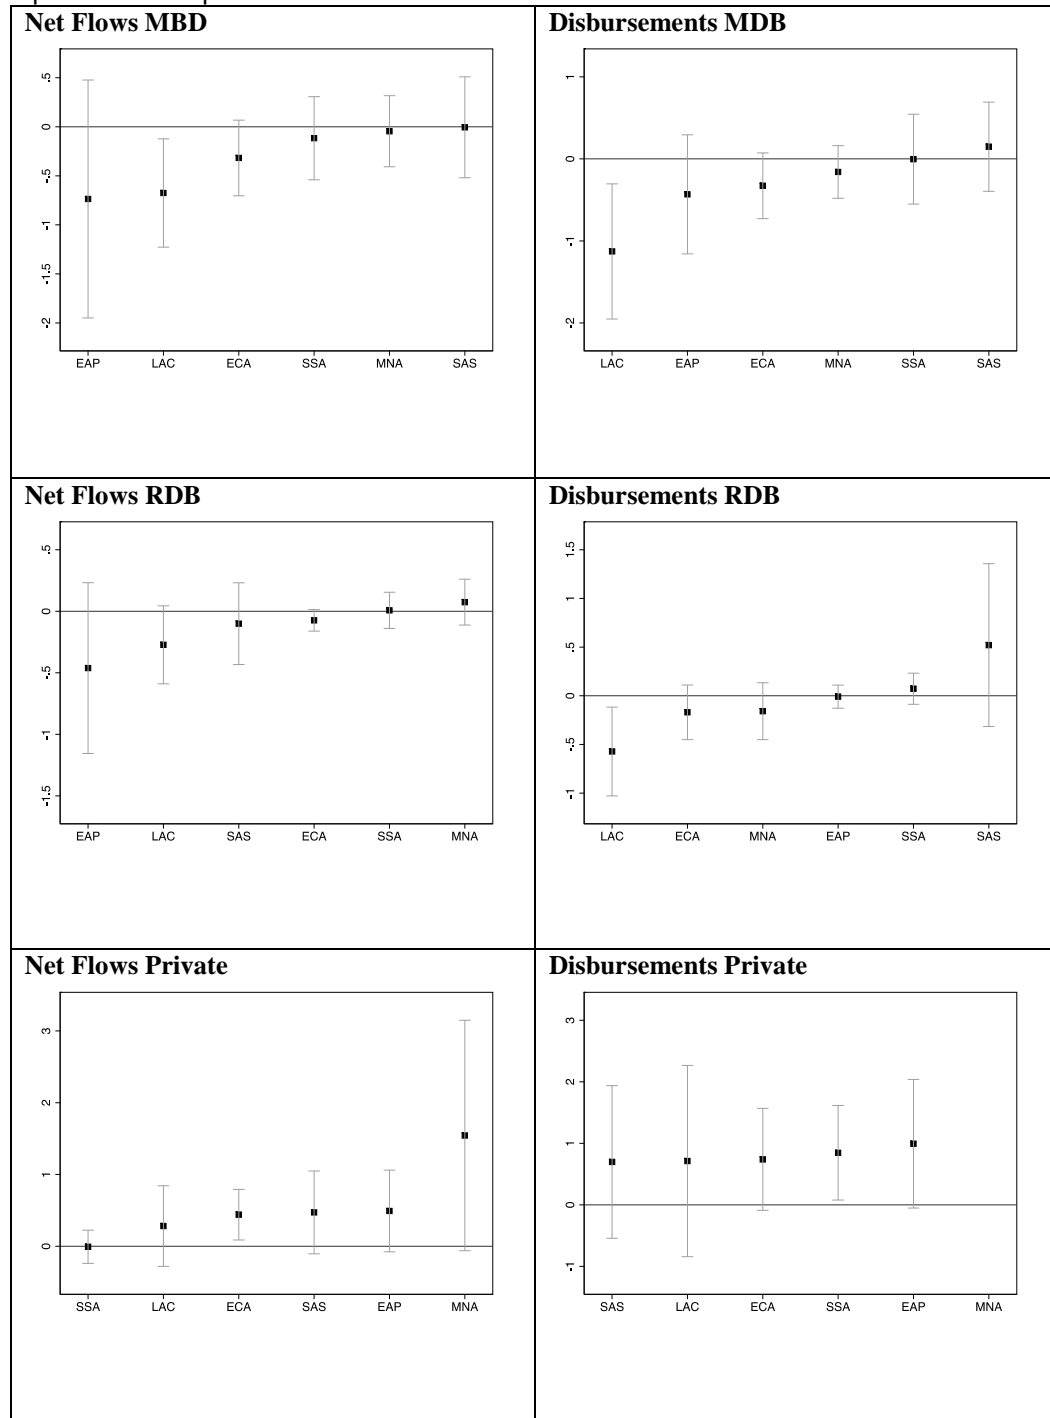 Net Flows MBD
.5
0
-.5
-1
-1.5
-2
EAP LAC ECA SSA MNA SAS
Disbursements MDB
1
0
-1
-2
LAC EAP ECA MNA SSA SAS
Net Flows RDB
.5
0
-.5
-1
-1.5
EAP LAC SAS ECA SSA MNA
Disbursements RDB
1.5
1
.5
0
-.5
-1
LAC ECA MNA EAP SSA SAS
Net Flows Private
3
2
1
0
SSA LAC ECA SAS EAP MNA
Disbursements Private
3
2
1
0
-1
SAS LAC ECA SSA EAP MNA